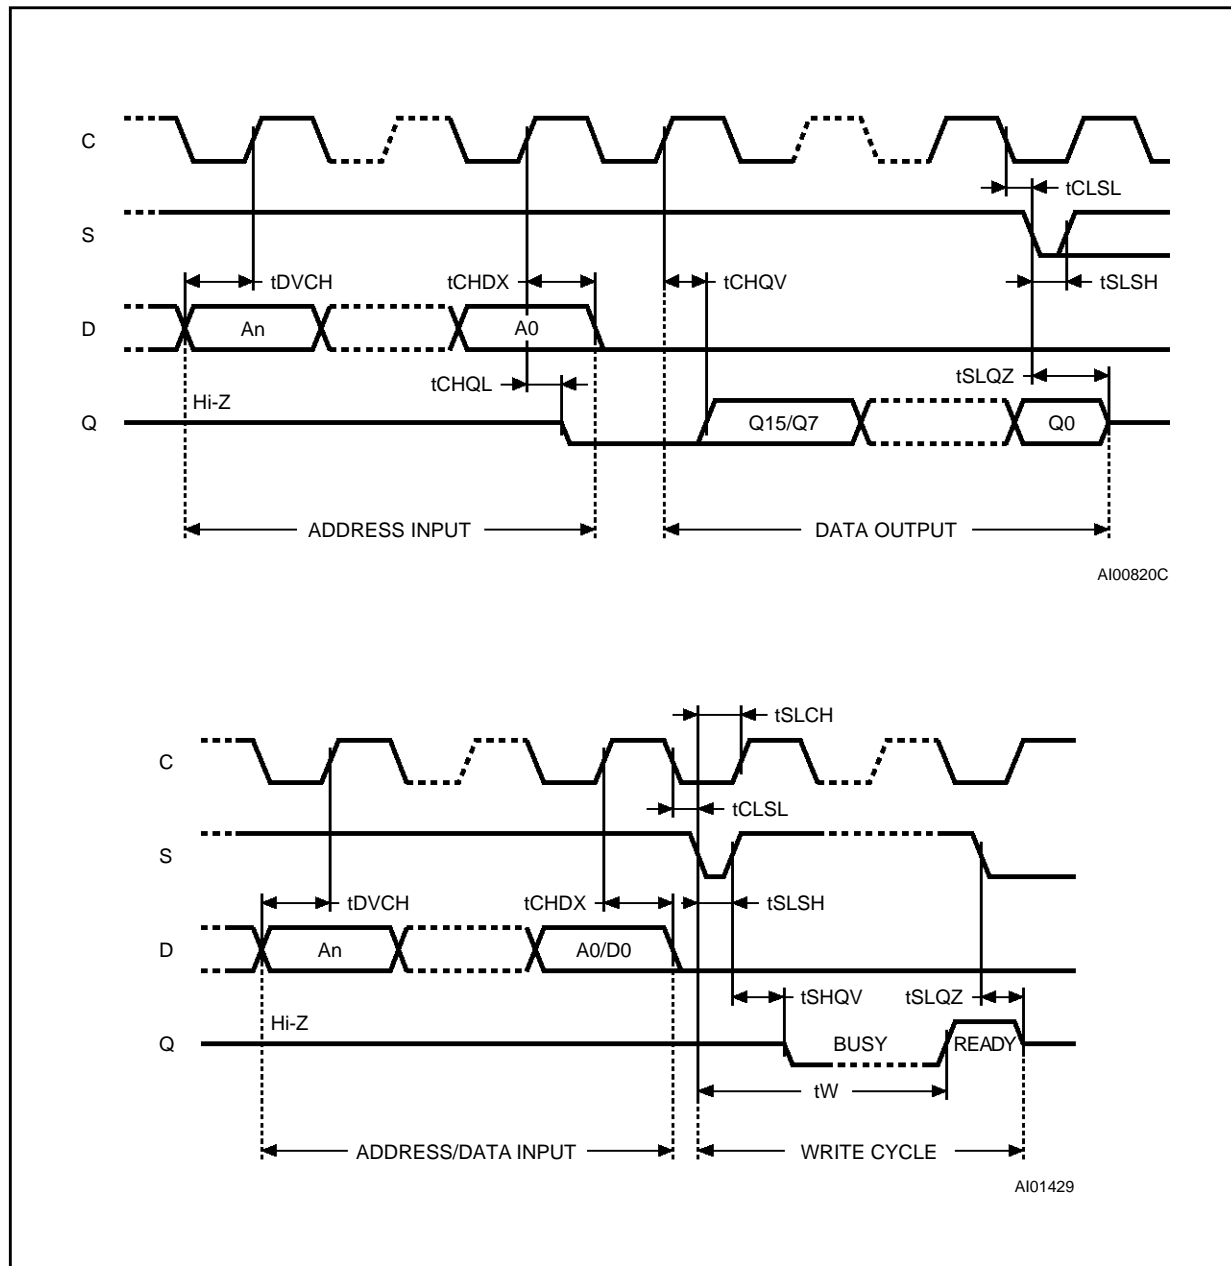 C
tCLSL
S
tDVCH
tCHDX
tCHQV
tSLSH
D
An
A0
tCHQL
tSLQZ
Hi-Z
Q
Q15/Q7
Q0
ADDRESS INPUT
DATA OUTPUT
AI00820C
tSLCH
C
tCLSL
S
tDVCH
tCHDX
tSLSH
D
An
A0/D0
tSHQV
tSLQZ
Hi-Z
Q
BUSY
READY
tW
ADDRESS/DATA INPUT
WRITE CYCLE
AI01429